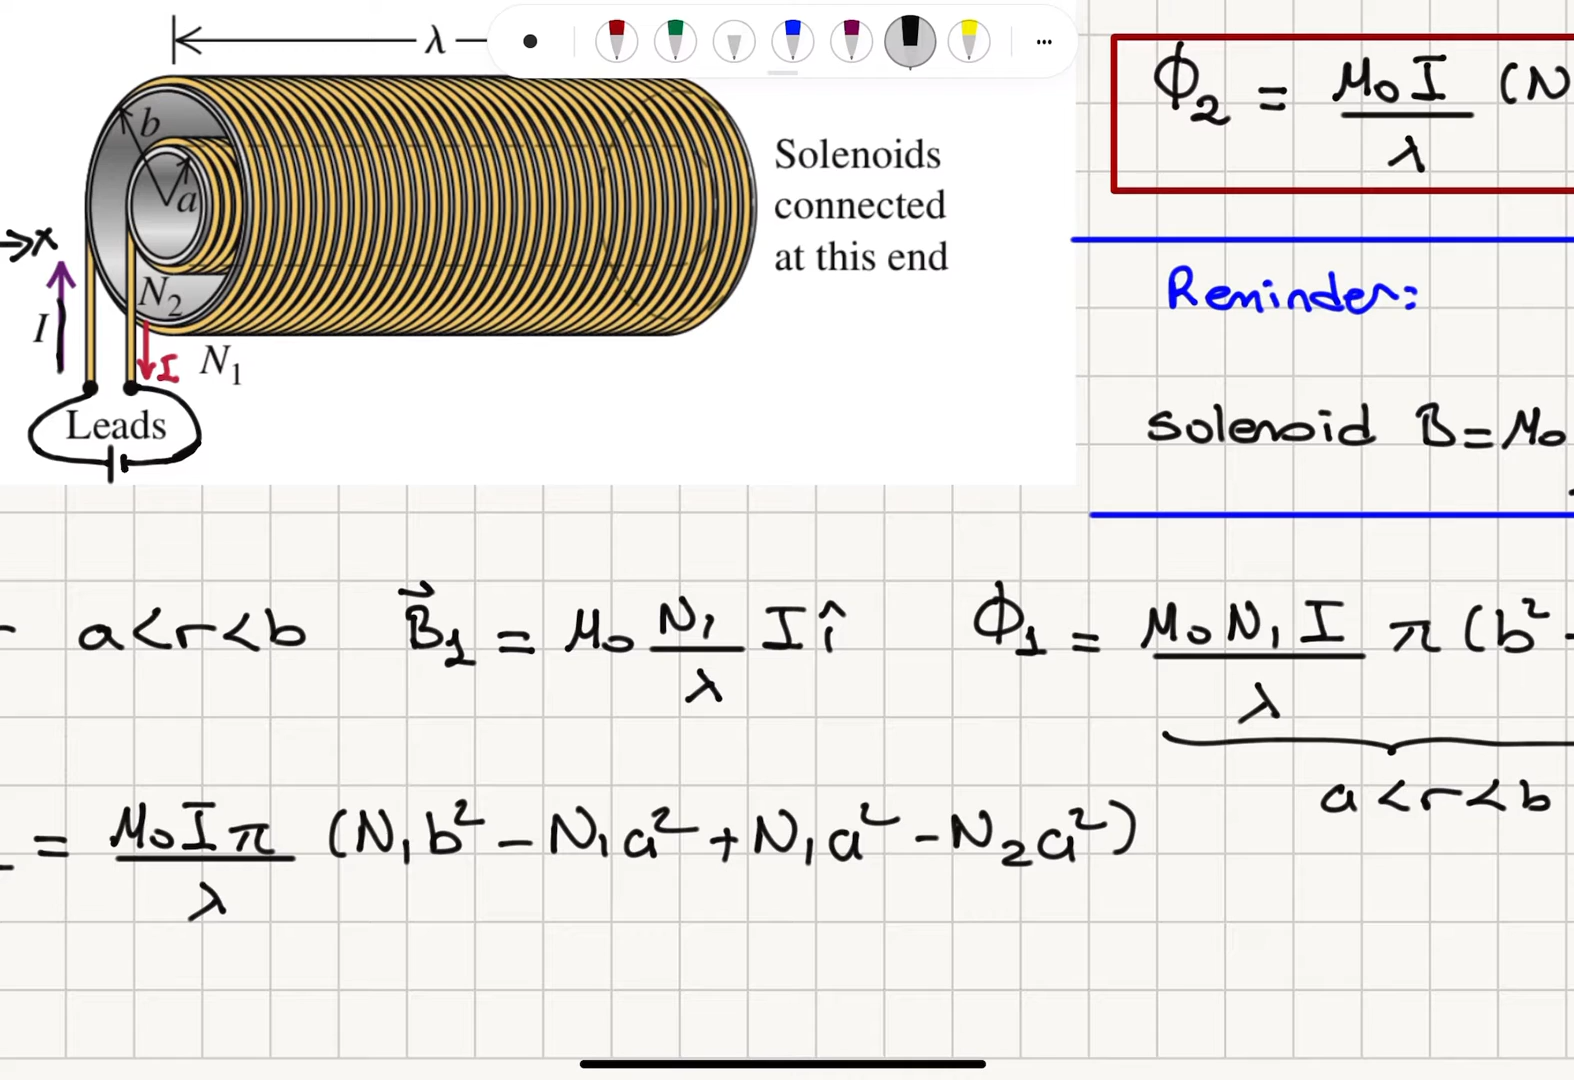 λ
b
a
→x
I
N₂
I
N₁
Leads
Solenoids
connected
at this end
Φ₂ = μ₀I/λ (N
Reminder:
solenoid B = μ₀
a<r<b B⃗₁ = μ₀ N₁/λ I î Φ₁ = μ₀N₁I/λ π(b²
a<r<b
= μ₀Iπ/λ (N₁b² - N₁a² + N₁a² - N₂a²)